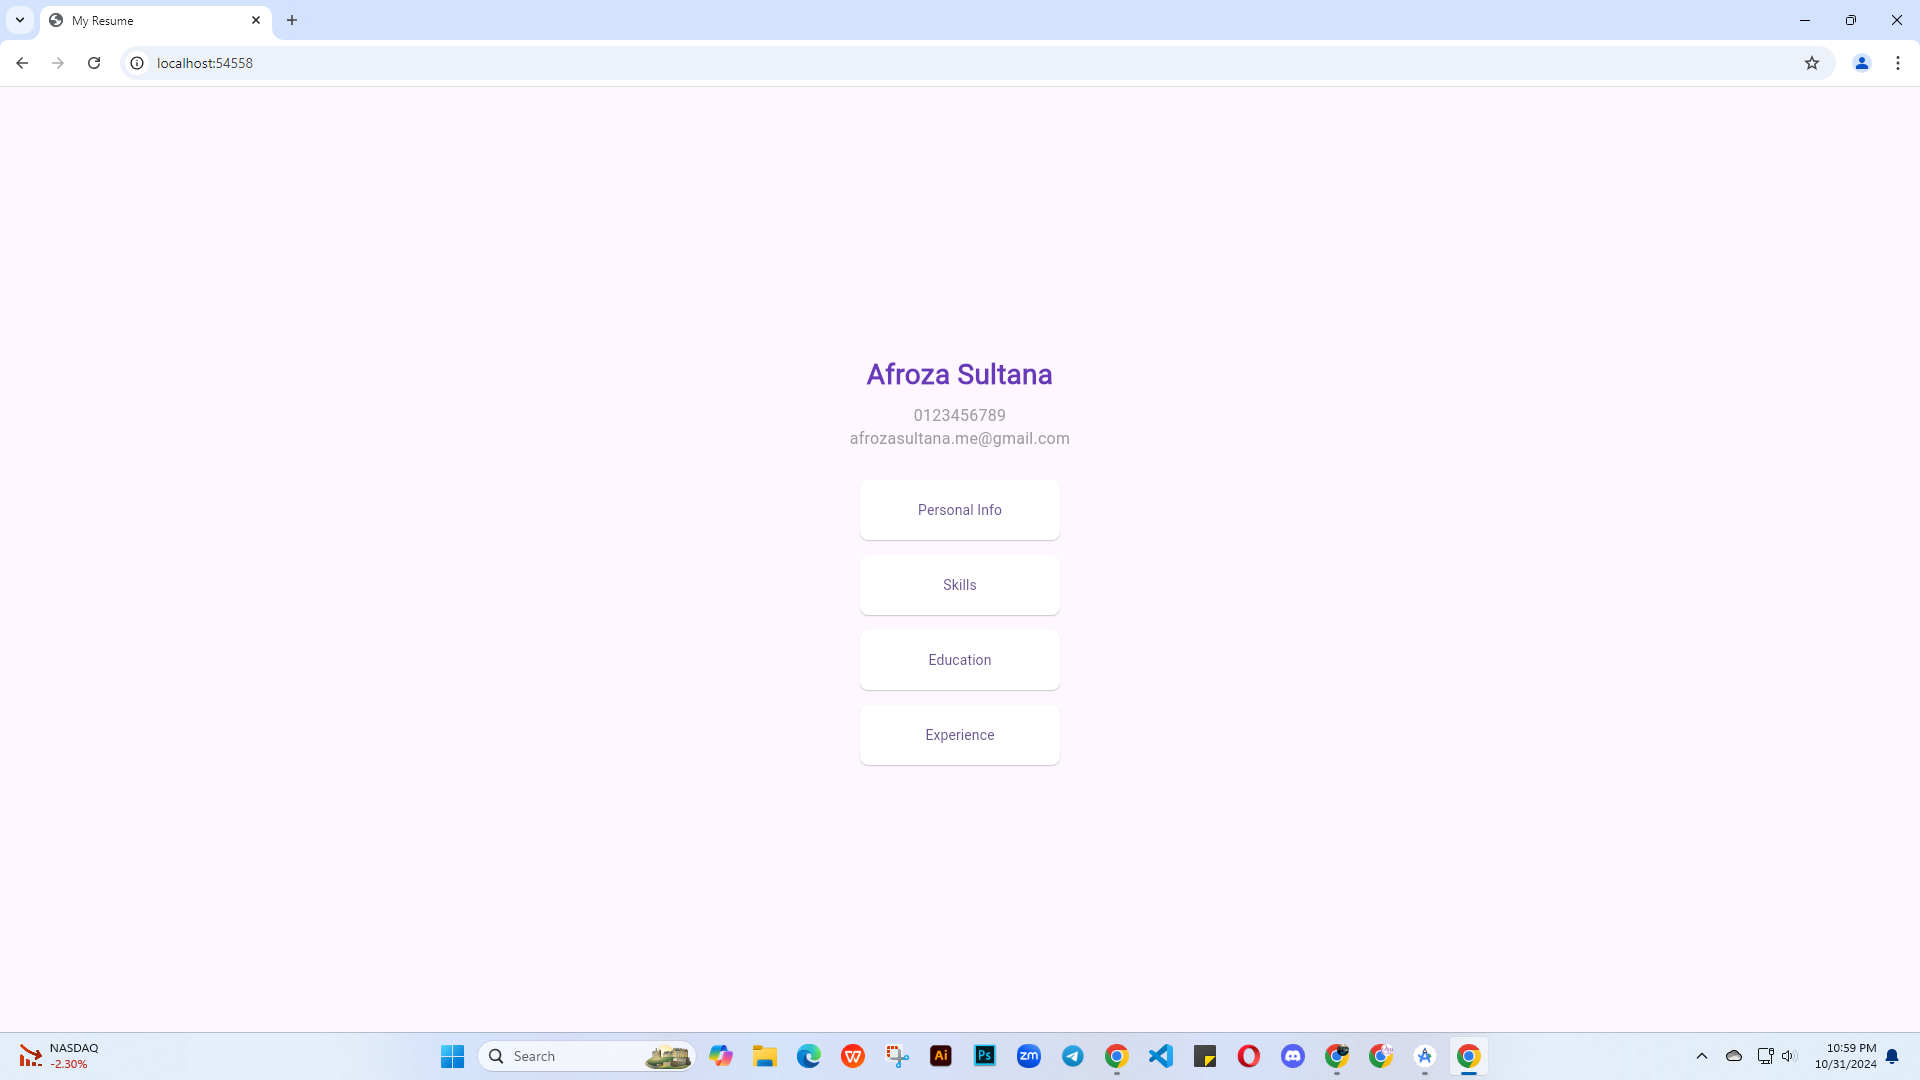 My Resume
localhost:54558
Afroza Sultana
0123456789
afrozasultana.me@gmail.com
Personal Info
Skills
Education
Experience
NASDAQ
-2.30%
Search
Ai
Ps
zm
10:59 PM
10/31/2024